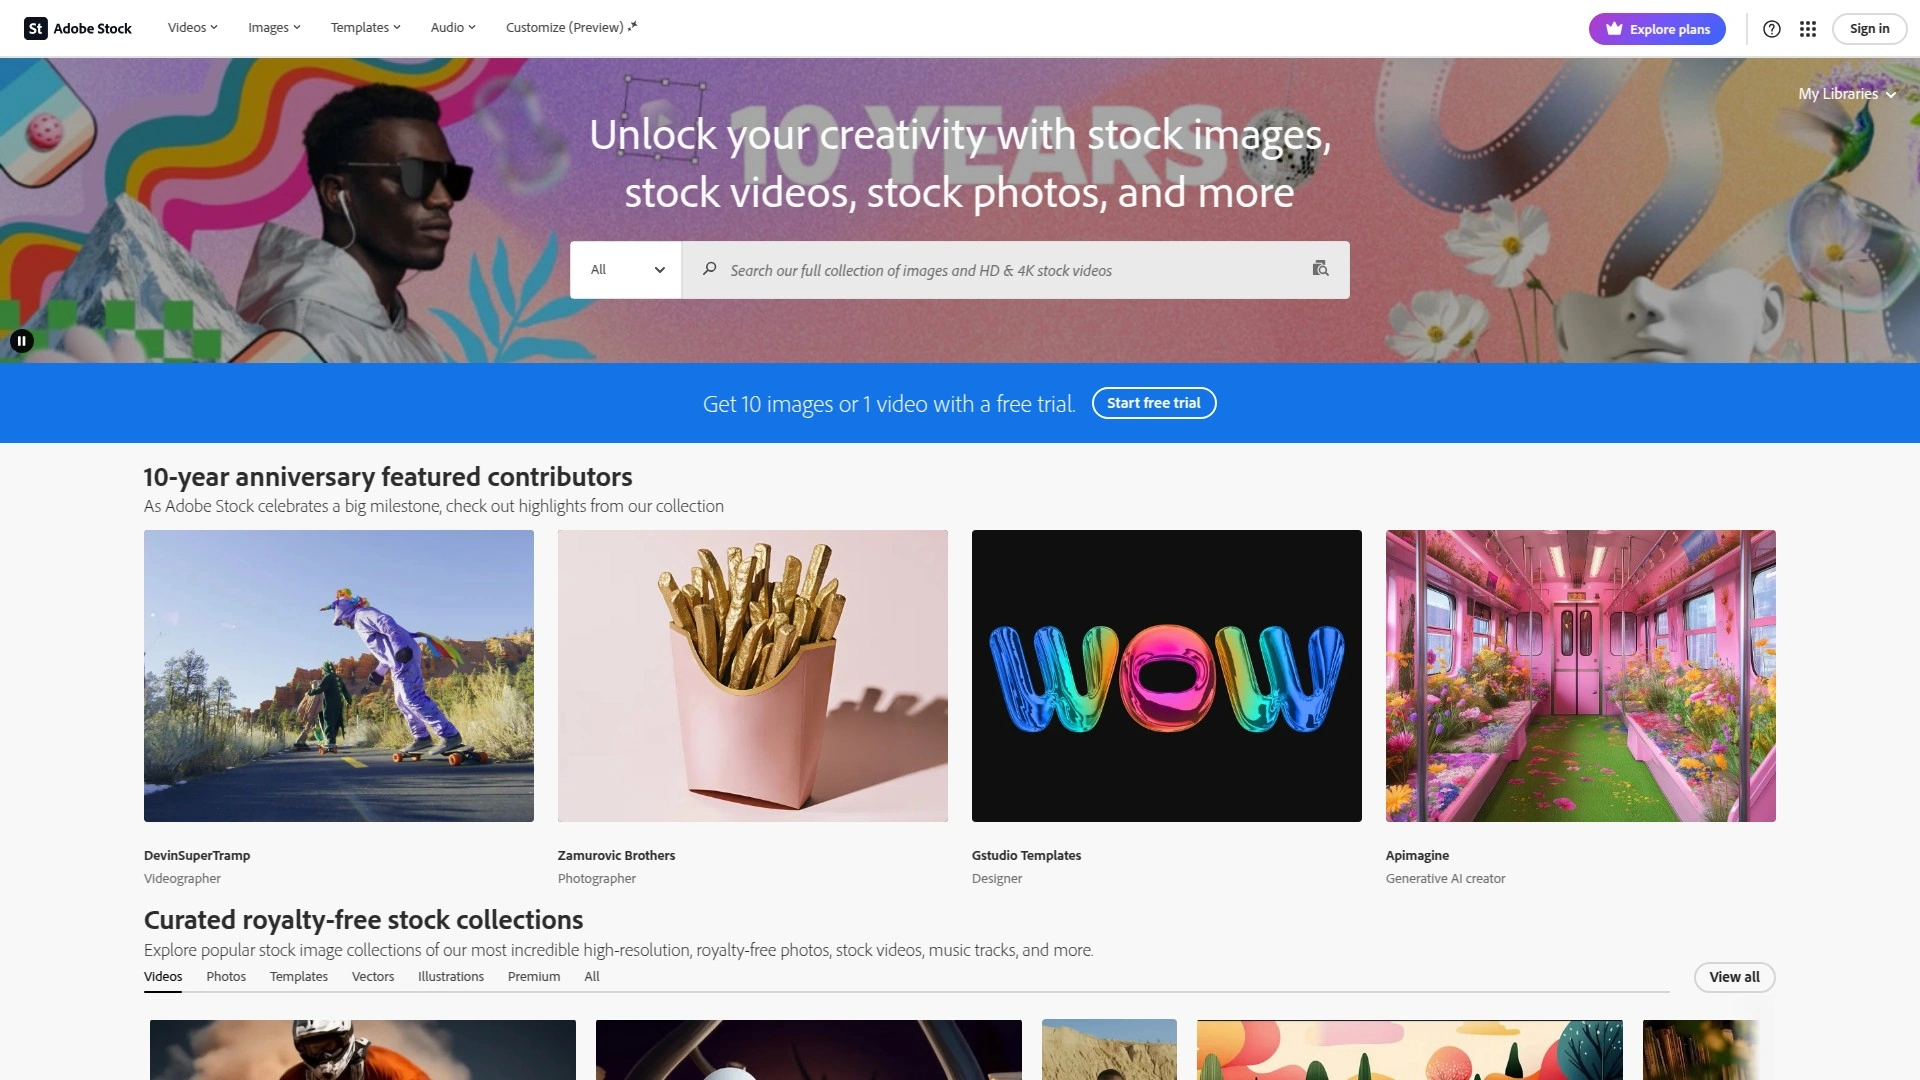 St Adobe Stock
Videos
Images
Templates
Audio
Customize (Preview)
Explore plans
Sign in
My Libraries
10 YEARS
Unlock your creativity with stock images,
stock videos, stock photos, and more
All
Search our full collection of images and HD & 4K stock videos
Get 10 images or 1 video with a free trial.
Start free trial
10-year anniversary featured contributors
As Adobe Stock celebrates a big milestone, check out highlights from our collection
WOW
DevinSuperTramp
Videographer
Zamurovic Brothers
Photographer
Gstudio Templates
Designer
Apimagine
Generative AI creator
Curated royalty-free stock collections
Explore popular stock image collections of our most incredible high-resolution, royalty-free photos, stock videos, music tracks, and more.
Videos
Photos
Templates
Vectors
Illustrations
Premium
All
View all